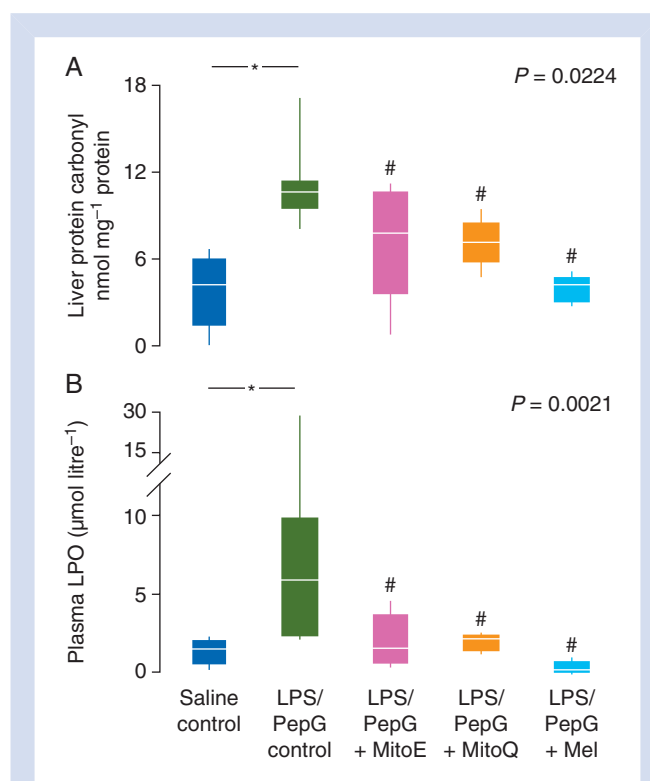 A
*
P = 0.0224
Liver protein carbonyl
nmol mg⁻¹ protein
18
12
6
0
#
#
#
B
*
P = 0.0021
Plasma LPO (µmol litre⁻¹)
30
15
10
5
0
#
#
#
Saline
control
LPS/
PepG
control
LPS/
PepG
+ MitoE
LPS/
PepG
+ MitoQ
LPS/
PepG
+ Mel